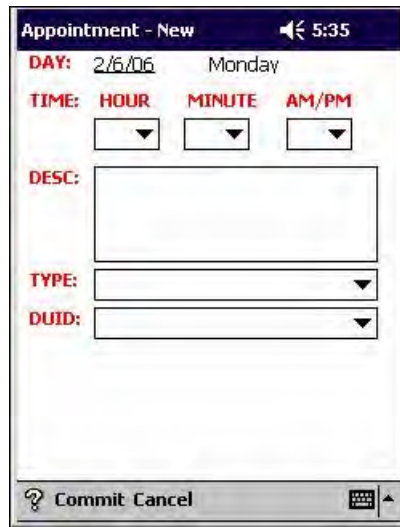 Appointment - New 5:35
DAY: 2/6/06 Monday
TIME: HOUR MINUTE AM/PM
DESC:
TYPE:
DUID:
? Commit Cancel